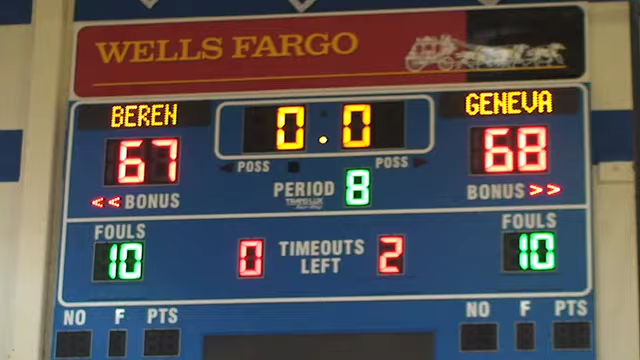 WELLS FARGO
BEREN 0.0 GENEVA
67 68
POSS POSS
<< BONUS PERIOD 8 BONUS >>
FOULS FOULS
10 0 TIMEOUTS LEFT 2 10
NO F PTS NO F PTS